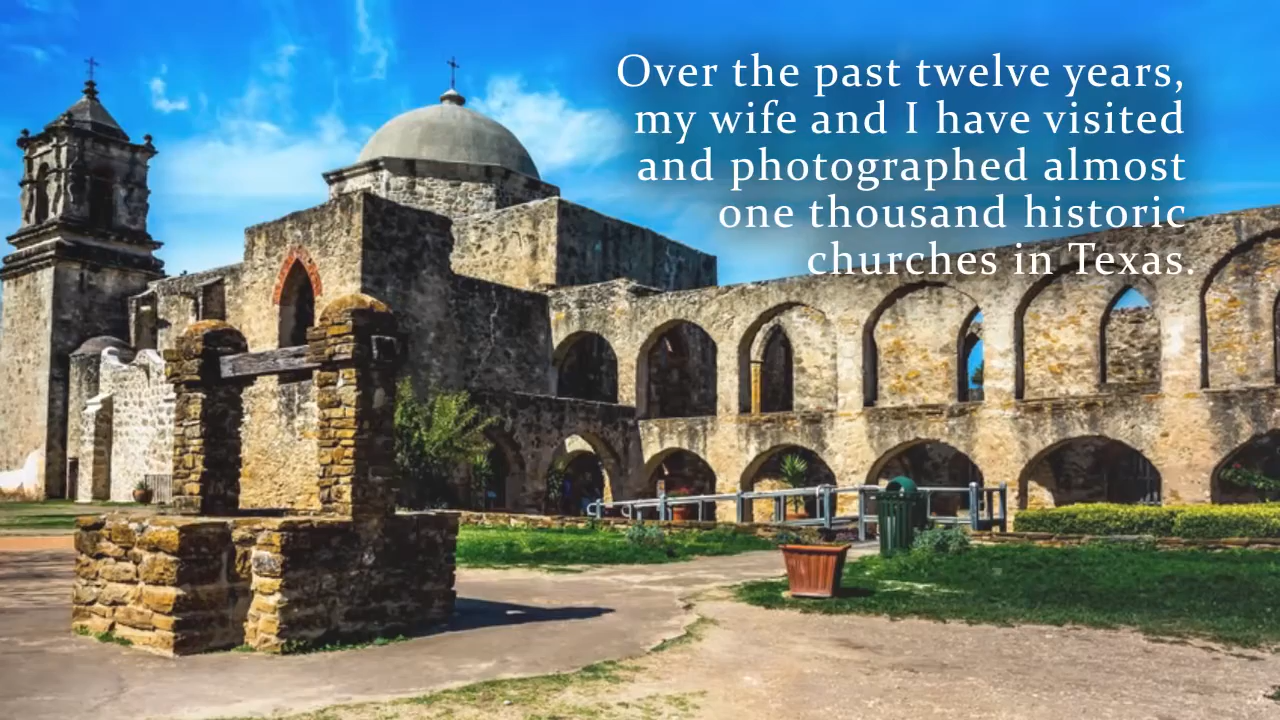 Over the past twelve years,
my wife and I have visited
and photographed almost
one thousand historic
churches in Texas.